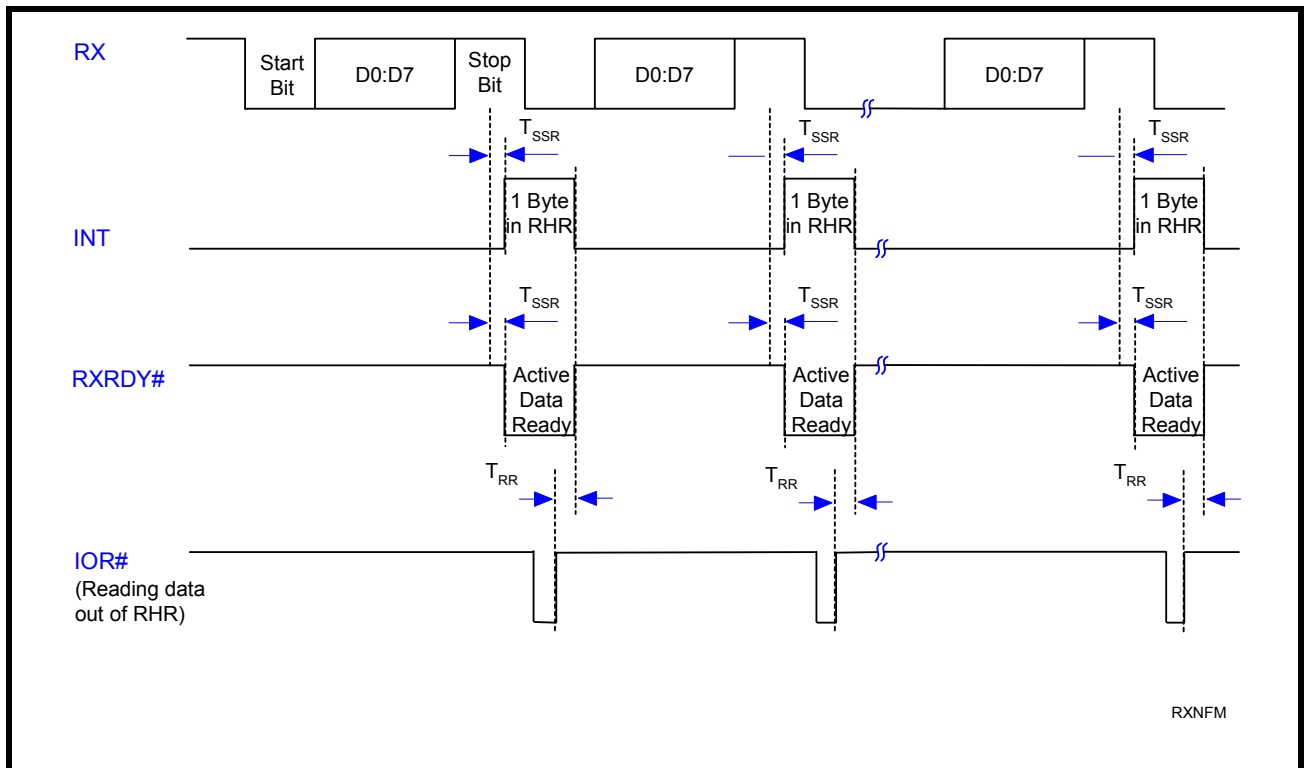 RX
Start
Bit
D0:D7
Stop
Bit
D0:D7
D0:D7
TSSR
TSSR
TSSR
INT
1 Byte
in RHR
1 Byte
in RHR
1 Byte
in RHR
TSSR
TSSR
TSSR
RXRDY#
Active
Data
Ready
Active
Data
Ready
Active
Data
Ready
TRR
TRR
TRR
IOR#
(Reading data
out of RHR)
RXNFM